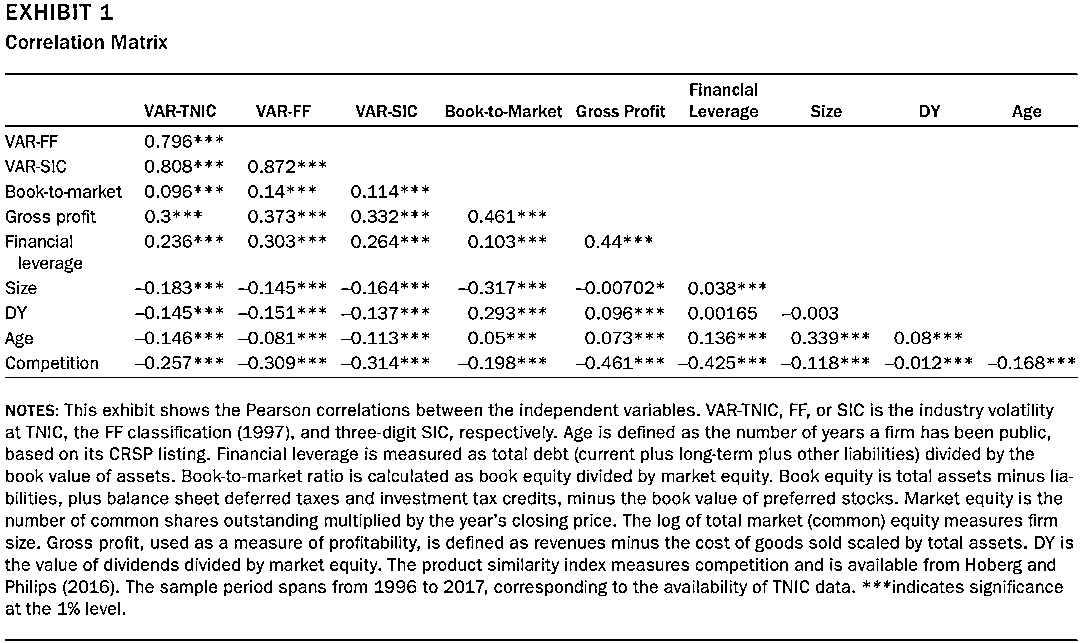 EXHIBIT 1
Correlation Matrix
Financial
VAR-TNIC VAR-FF VAR-SIC Book-to-Market Gross Profit Leverage Size DY Age
VAR-FF 0.796***
VAR-SIC 0.808*** 0.872***
Book-to-market 0.096*** 0.14*** 0.114***
Gross profit 0.3*** 0.373*** 0.332*** 0.461***
Financial 0.236*** 0.303*** 0.264*** 0.103*** 0.44***
leverage
Size –0.183*** –0.145*** –0.164*** –0.317*** –0.00702* 0.038***
DY –0.145*** –0.151*** –0.137*** 0.293*** 0.096*** 0.00165 –0.003
Age –0.146*** –0.081*** –0.113*** 0.05*** 0.073*** 0.136*** 0.339*** 0.08***
Competition –0.257*** –0.309*** –0.314*** –0.198*** –0.461*** –0.425*** –0.118*** –0.012*** –0.168***
NOTES: This exhibit shows the Pearson correlations between the independent variables. VAR-TNIC, FF, or SIC is the industry volatility
at TNIC, the FF classification (1997), and three-digit SIC, respectively. Age is defined as the number of years a firm has been public,
based on its CRSP listing. Financial leverage is measured as total debt (current plus long-term plus other liabilities) divided by the
book value of assets. Book-to-market ratio is calculated as book equity divided by market equity. Book equity is total assets minus lia-
bilities, plus balance sheet deferred taxes and investment tax credits, minus the book value of preferred stocks. Market equity is the
number of common shares outstanding multiplied by the year's closing price. The log of total market (common) equity measures firm
size. Gross profit, used as a measure of profitability, is defined as revenues minus the cost of goods sold scaled by total assets. DY is
the value of dividends divided by market equity. The product similarity index measures competition and is available from Hoberg and
Philips (2016). The sample period spans from 1996 to 2017, corresponding to the availability of TNIC data. ***indicates significance
at the 1% level.